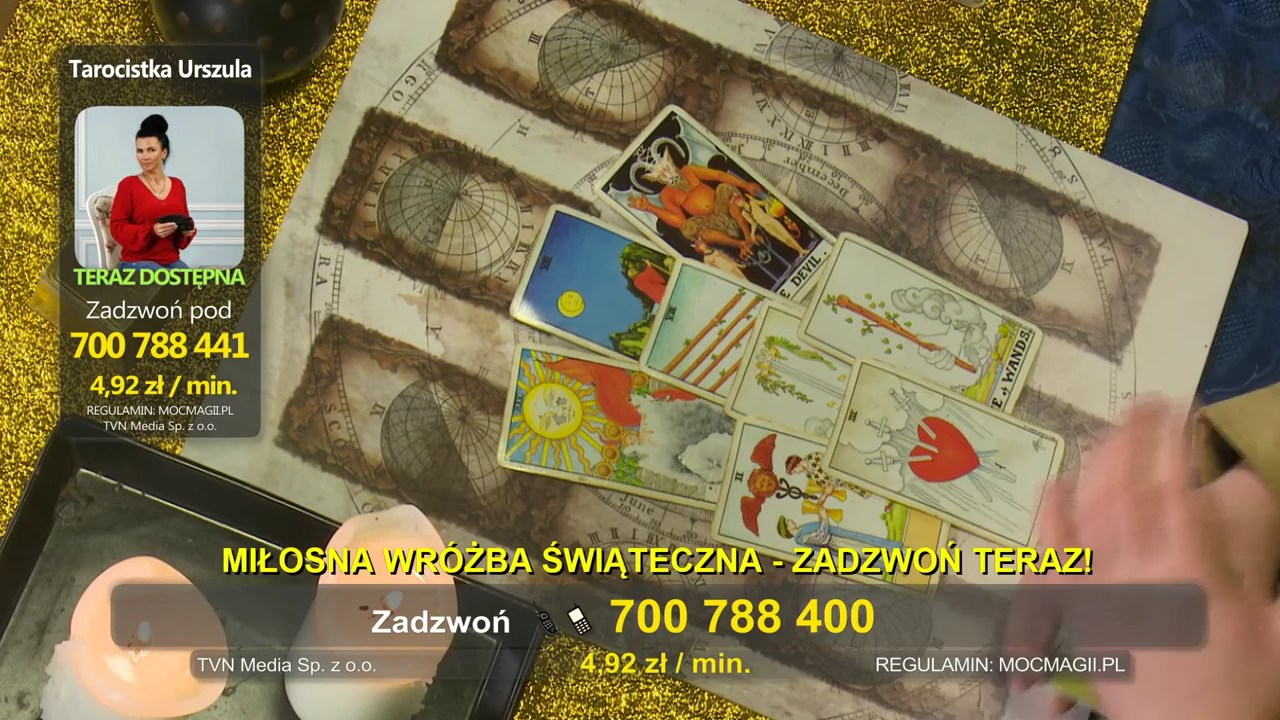 Tarocistka Urszula
TERAZ DOSTĘPNA
Zadzwoń pod
700 788 441
4,92 zł / min.
REGULAMIN: MOCMAGII.PL
TVN Media Sp. z o.o.
DEVIL.
WANDS.
December
June
MIŁOSNA WRÓŻBA ŚWIĄTECZNA - ZADZWOŃ TERAZ!
Zadzwoń 700 788 400
TVN Media Sp. z o.o. 4,92 zł / min. REGULAMIN: MOCMAGII.PL